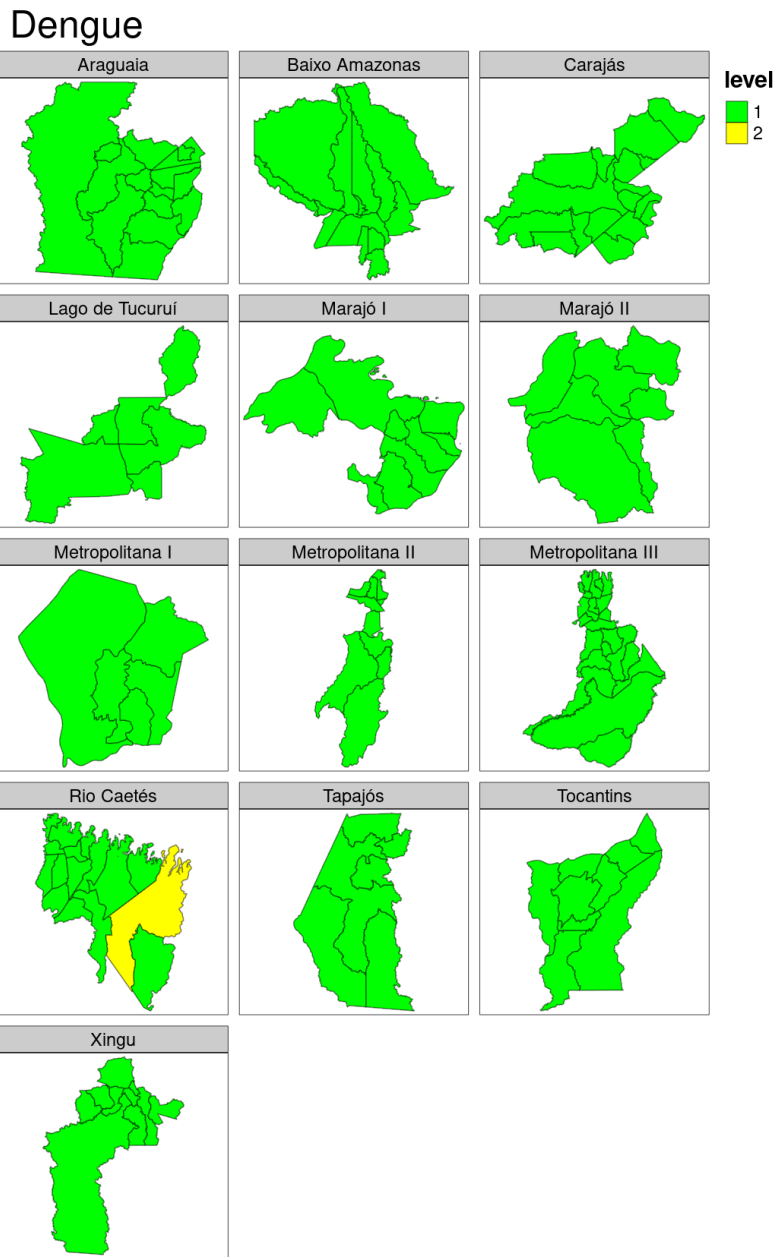 Dengue
Araguaia
Baixo Amazonas
Carajás
level
1
2
Lago de Tucuruí
Marajó I
Marajó II
Metropolitana I
Metropolitana II
Metropolitana III
Rio Caetés
Tapajós
Tocantins
Xingu